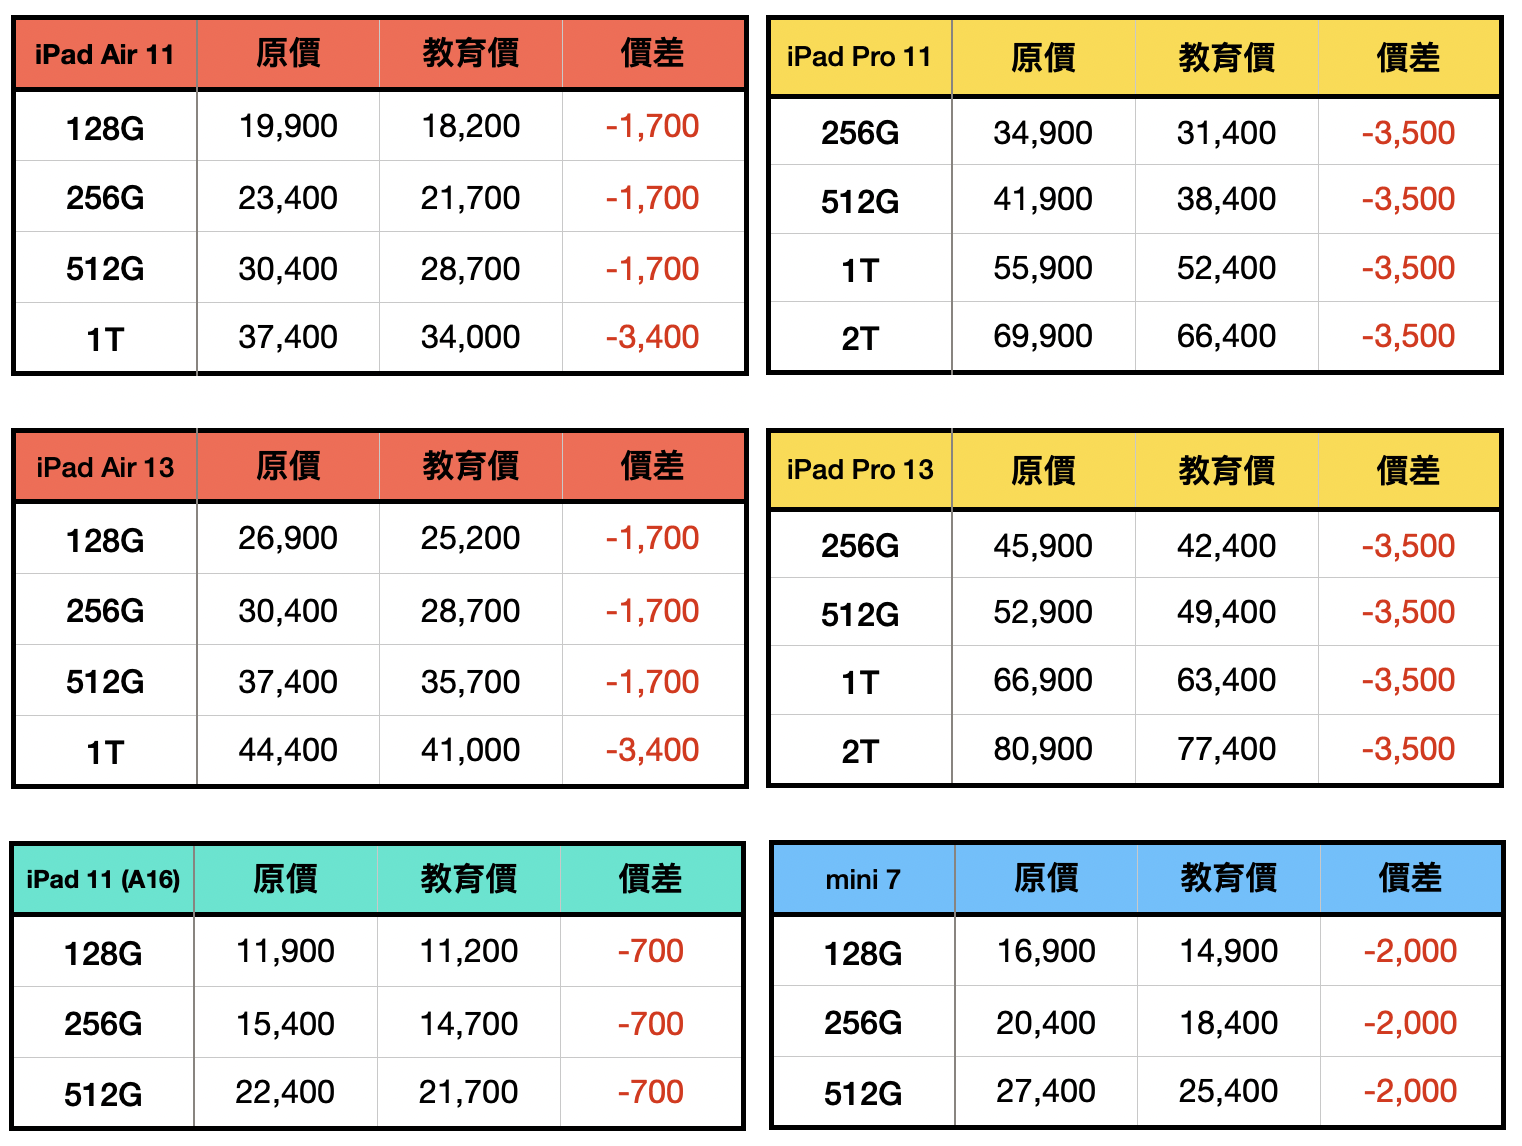 iPad Air 11 原價 教育價 價差
128G 19,900 18,200 -1,700
256G 23,400 21,700 -1,700
512G 30,400 28,700 -1,700
1T 37,400 34,000 -3,400
iPad Pro 11 原價 教育價 價差
256G 34,900 31,400 -3,500
512G 41,900 38,400 -3,500
1T 55,900 52,400 -3,500
2T 69,900 66,400 -3,500
iPad Air 13 原價 教育價 價差
128G 26,900 25,200 -1,700
256G 30,400 28,700 -1,700
512G 37,400 35,700 -1,700
1T 44,400 41,000 -3,400
iPad Pro 13 原價 教育價 價差
256G 45,900 42,400 -3,500
512G 52,900 49,400 -3,500
1T 66,900 63,400 -3,500
2T 80,900 77,400 -3,500
iPad 11 (A16) 原價 教育價 價差
128G 11,900 11,200 -700
256G 15,400 14,700 -700
512G 22,400 21,700 -700
mini 7 原價 教育價 價差
128G 16,900 14,900 -2,000
256G 20,400 18,400 -2,000
512G 27,400 25,400 -2,000